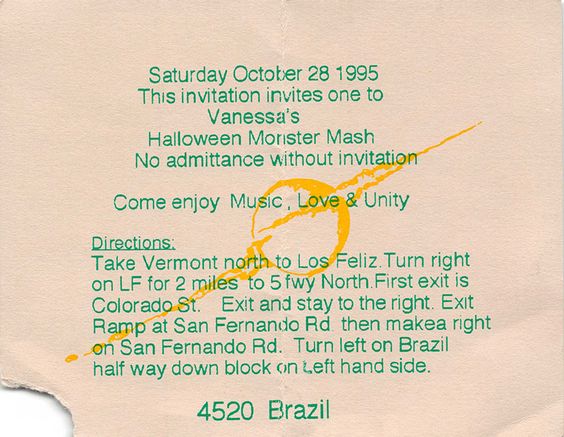 Saturday October 28 1995
This invitation invites one to
Vanessa's
Halloween Monster Mash
No admittance without invitation
Come enjoy Music, Love & Unity
Directions:
Take Vermont north to Los Feliz.Turn right
on LF for 2 miles to 5 fwy North.First exit is
Colorado St. Exit and stay to the right. Exit
Ramp at San Fernando Rd. then makea right
on San Fernando Rd. Turn left on Brazil
half way down block on Left hand side.
4520 Brazil